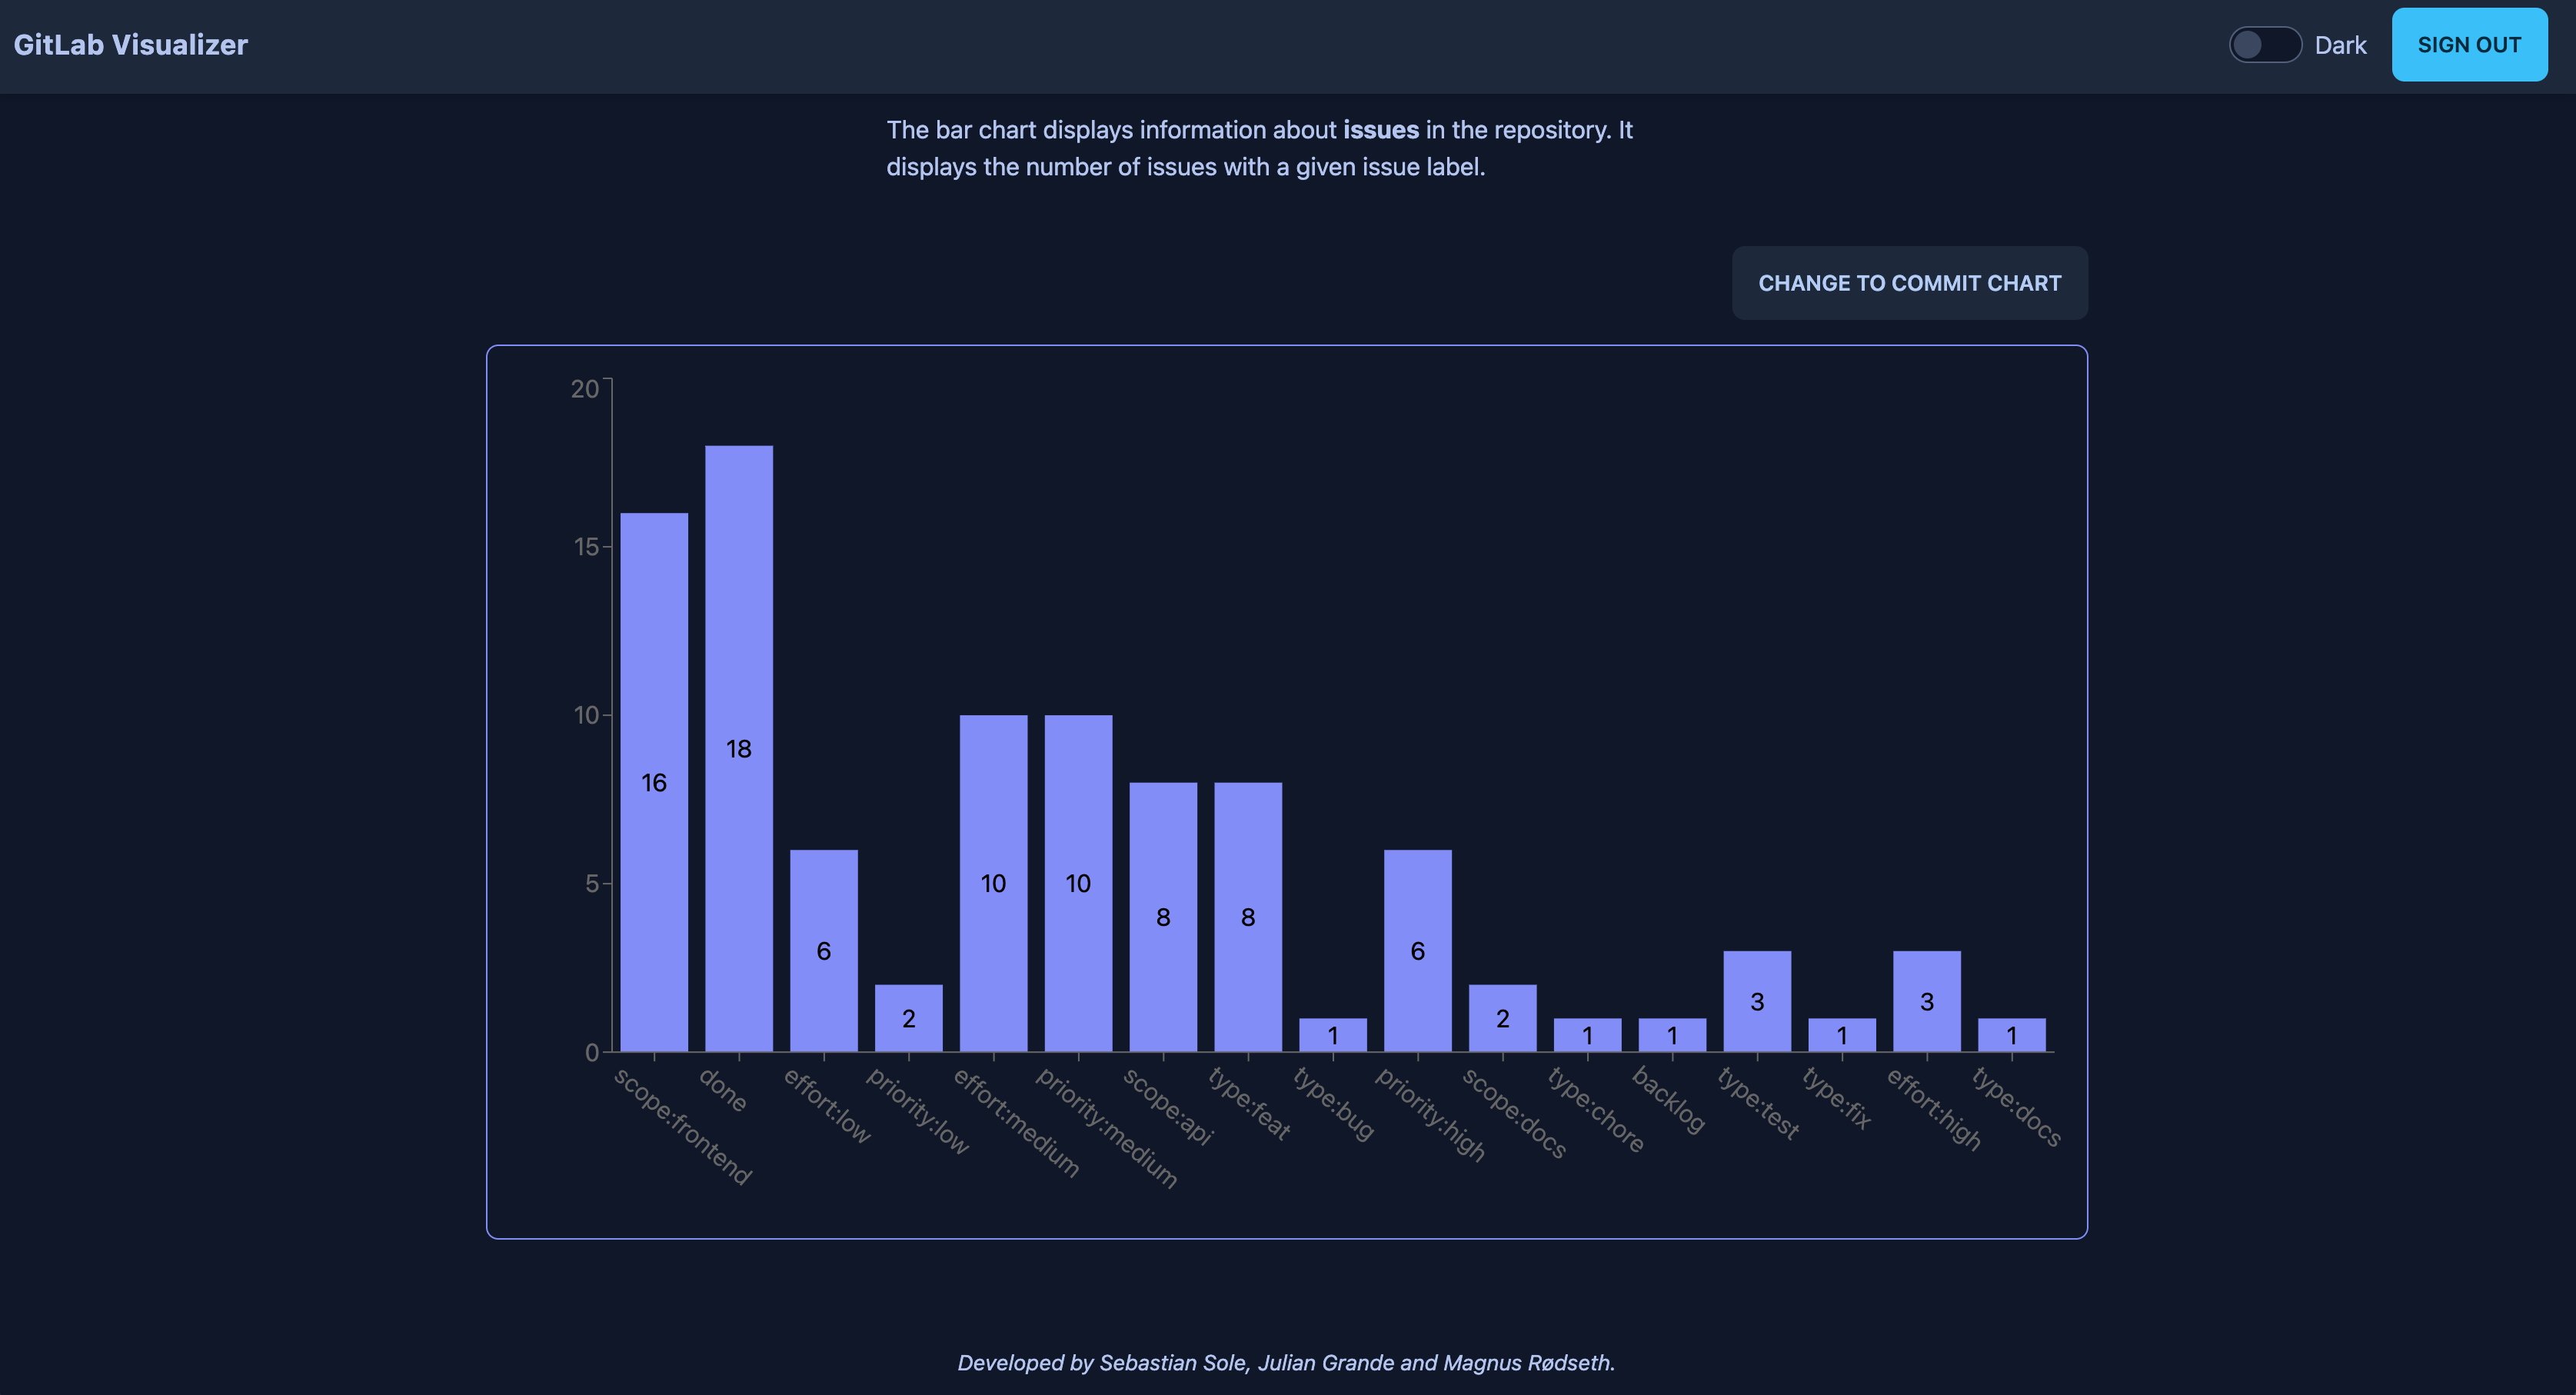 GitLab Visualizer
Dark
SIGN OUT
The bar chart displays information about issues in the repository. It
displays the number of issues with a given issue label.
CHANGE TO COMMIT CHART
20
15
10
5
0
16
18
6
2
10
10
8
8
1
6
2
1
1
3
1
3
1
scope:frontend
done
effort:low
priority:low
effort:medium
priority:medium
scope:api
type:feat
type:bug
priority:high
scope:docs
type:chore
backlog
type:test
type:fix
effort:high
type:docs
Developed by Sebastian Sole, Julian Grande and Magnus Rødseth.